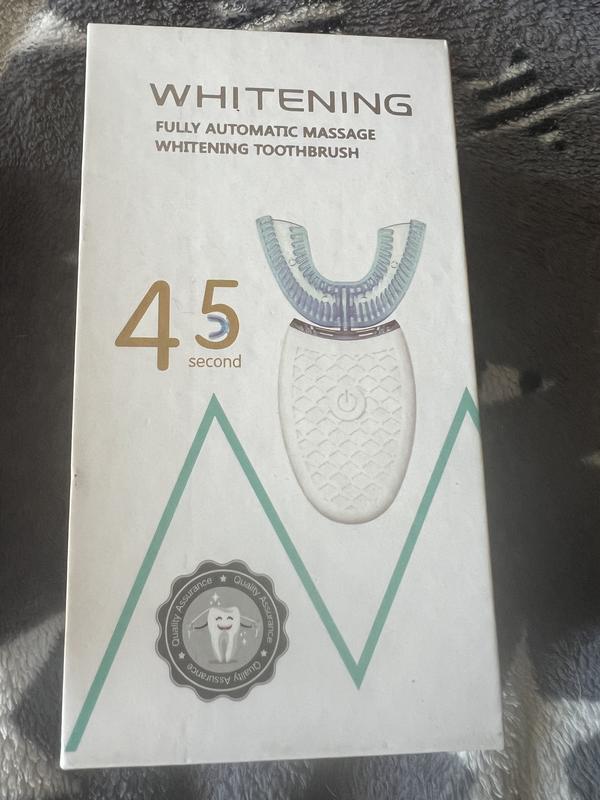 WHITENING
FULLY AUTOMATIC MASSAGE
WHITENING TOOTHBRUSH
45
second
Quality Assurance ★ Quality Assurance ★ Quality Assurance ★